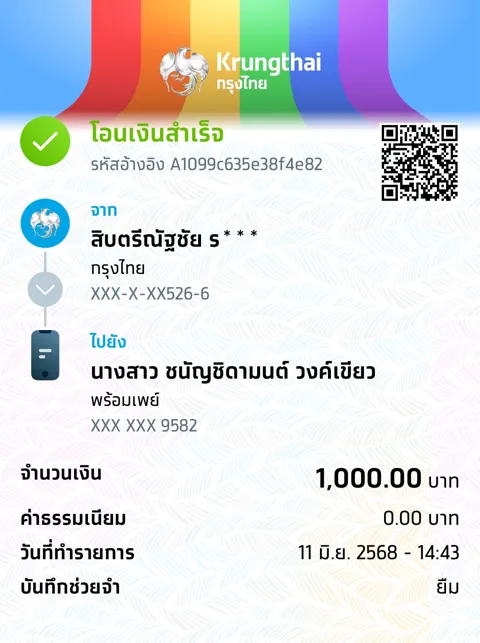 Krungthai
กรุงไทย
โอนเงินสำเร็จ
รหัสอ้างอิง A1099c635e38f4e82
จาก
สิบตรีณัฐชัย ร***
กรุงไทย
XXX-X-XX526-6
ไปยัง
นางสาว ชนัญชิดามนต์ วงค์เขียว
พร้อมเพย์
XXX XXX 9582
จำนวนเงิน 1,000.00 บาท
ค่าธรรมเนียม 0.00 บาท
วันที่ทำรายการ 11 มิ.ย. 2568 - 14:43
บันทึกช่วยจำ ยืม